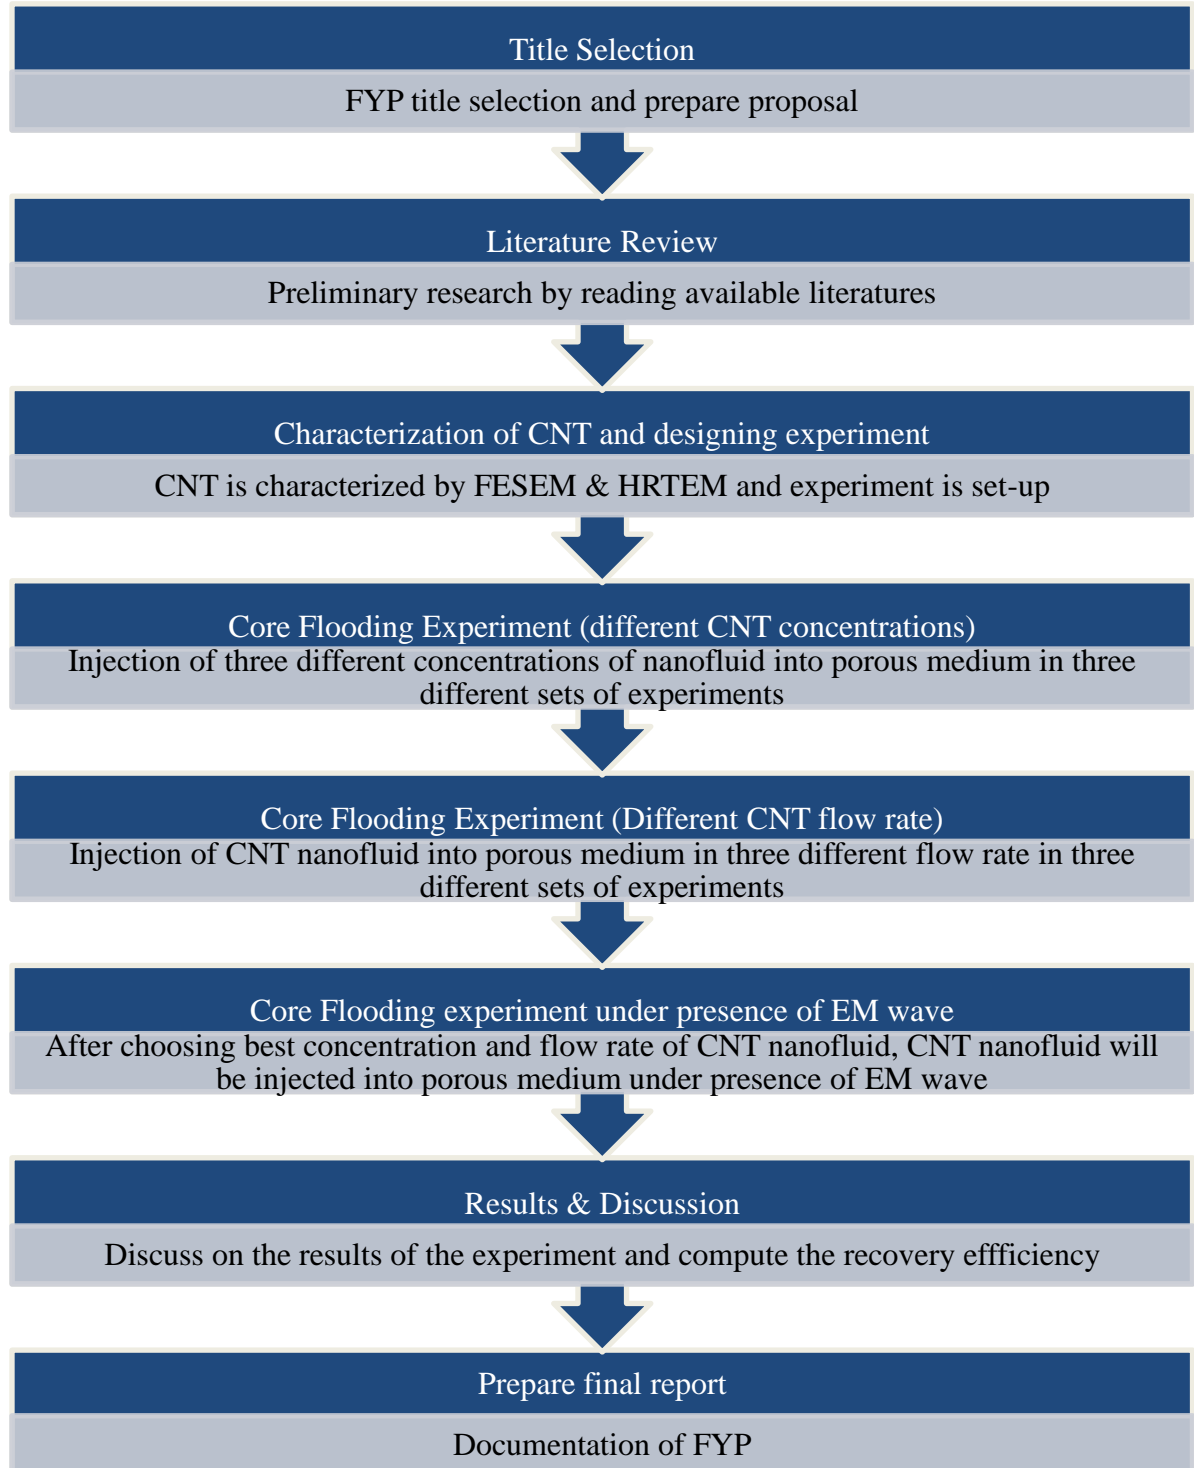 Title Selection
FYP title selection and prepare proposal
Literature Review
Preliminary research by reading available literatures
Characterization of CNT and designing experiment
CNT is characterized by FESEM & HRTEM and experiment is set-up
Core Flooding Experiment (different CNT concentrations)
Injection of three different concentrations of nanofluid into porous medium in three
different sets of experiments
Core Flooding Experiment (Different CNT flow rate)
Injection of CNT nanofluid into porous medium in three different flow rate in three
different sets of experiments
Core Flooding experiment under presence of EM wave
After choosing best concentration and flow rate of CNT nanofluid, CNT nanofluid will
be injected into porous medium under presence of EM wave
Results & Discussion
Discuss on the results of the experiment and compute the recovery effficiency
Prepare final report
Documentation of FYP